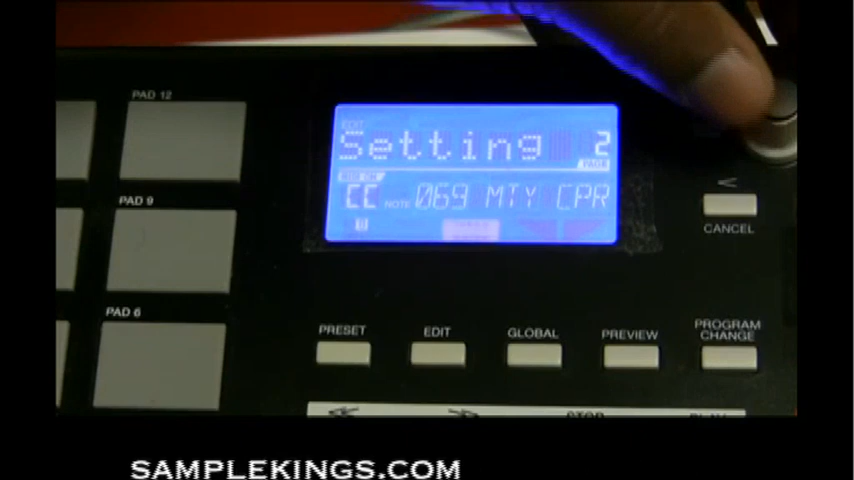 PAD 12
EDIT
Setting 2
PAGE
PAD 9
CC NOTE 069 MTY CPR
<
CANCEL
PAD 6
PRESET EDIT GLOBAL PREVIEW PROGRAM CHANGE
<< >> STOP
SAMPLEKINGS.COM